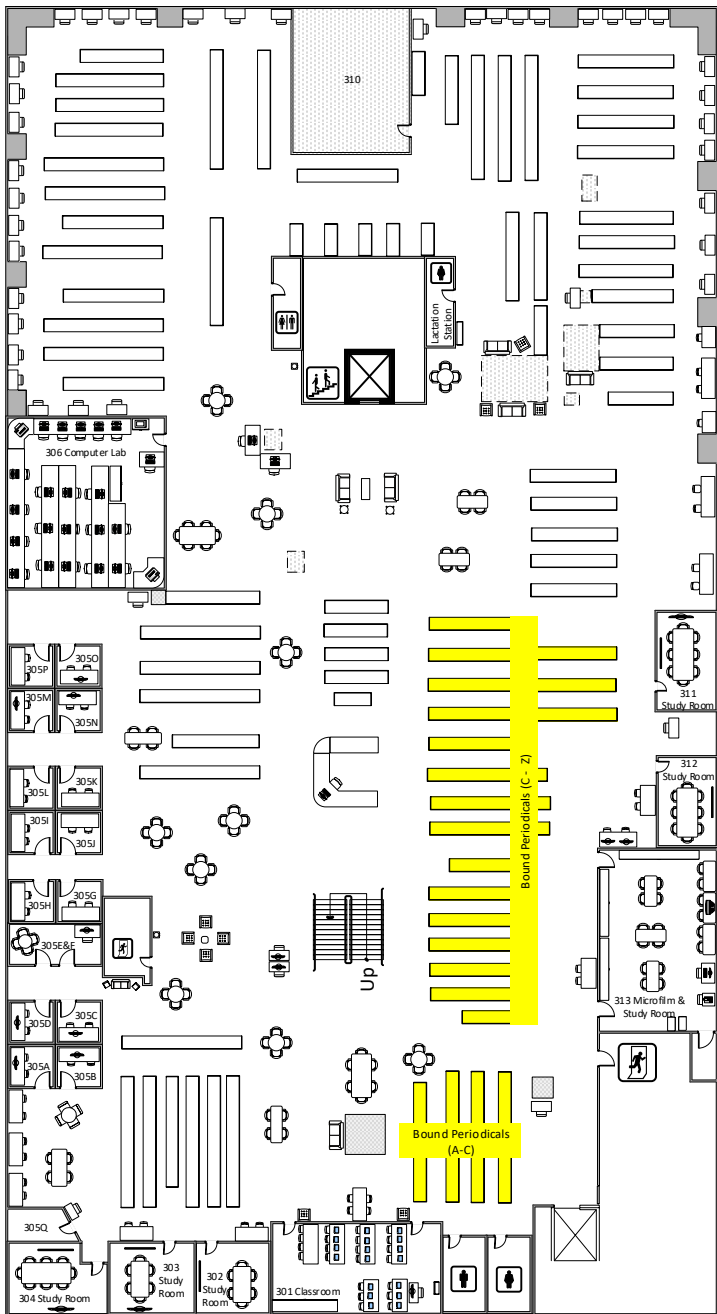 310
Lactation
Station
306 Computer Lab
305P
305O
305M
305N
311
Study Room
312
Study Room
305L
305K
305I
305J
Bound Periodicals (C - Z)
305H
305G
305E&F
Up
313 Microfilm &
Study Room
305D
305C
305A
305B
Bound Periodicals
(A-C)
305Q
304 Study Room
303
Study
Room
302
Study
Room
301 Classroom